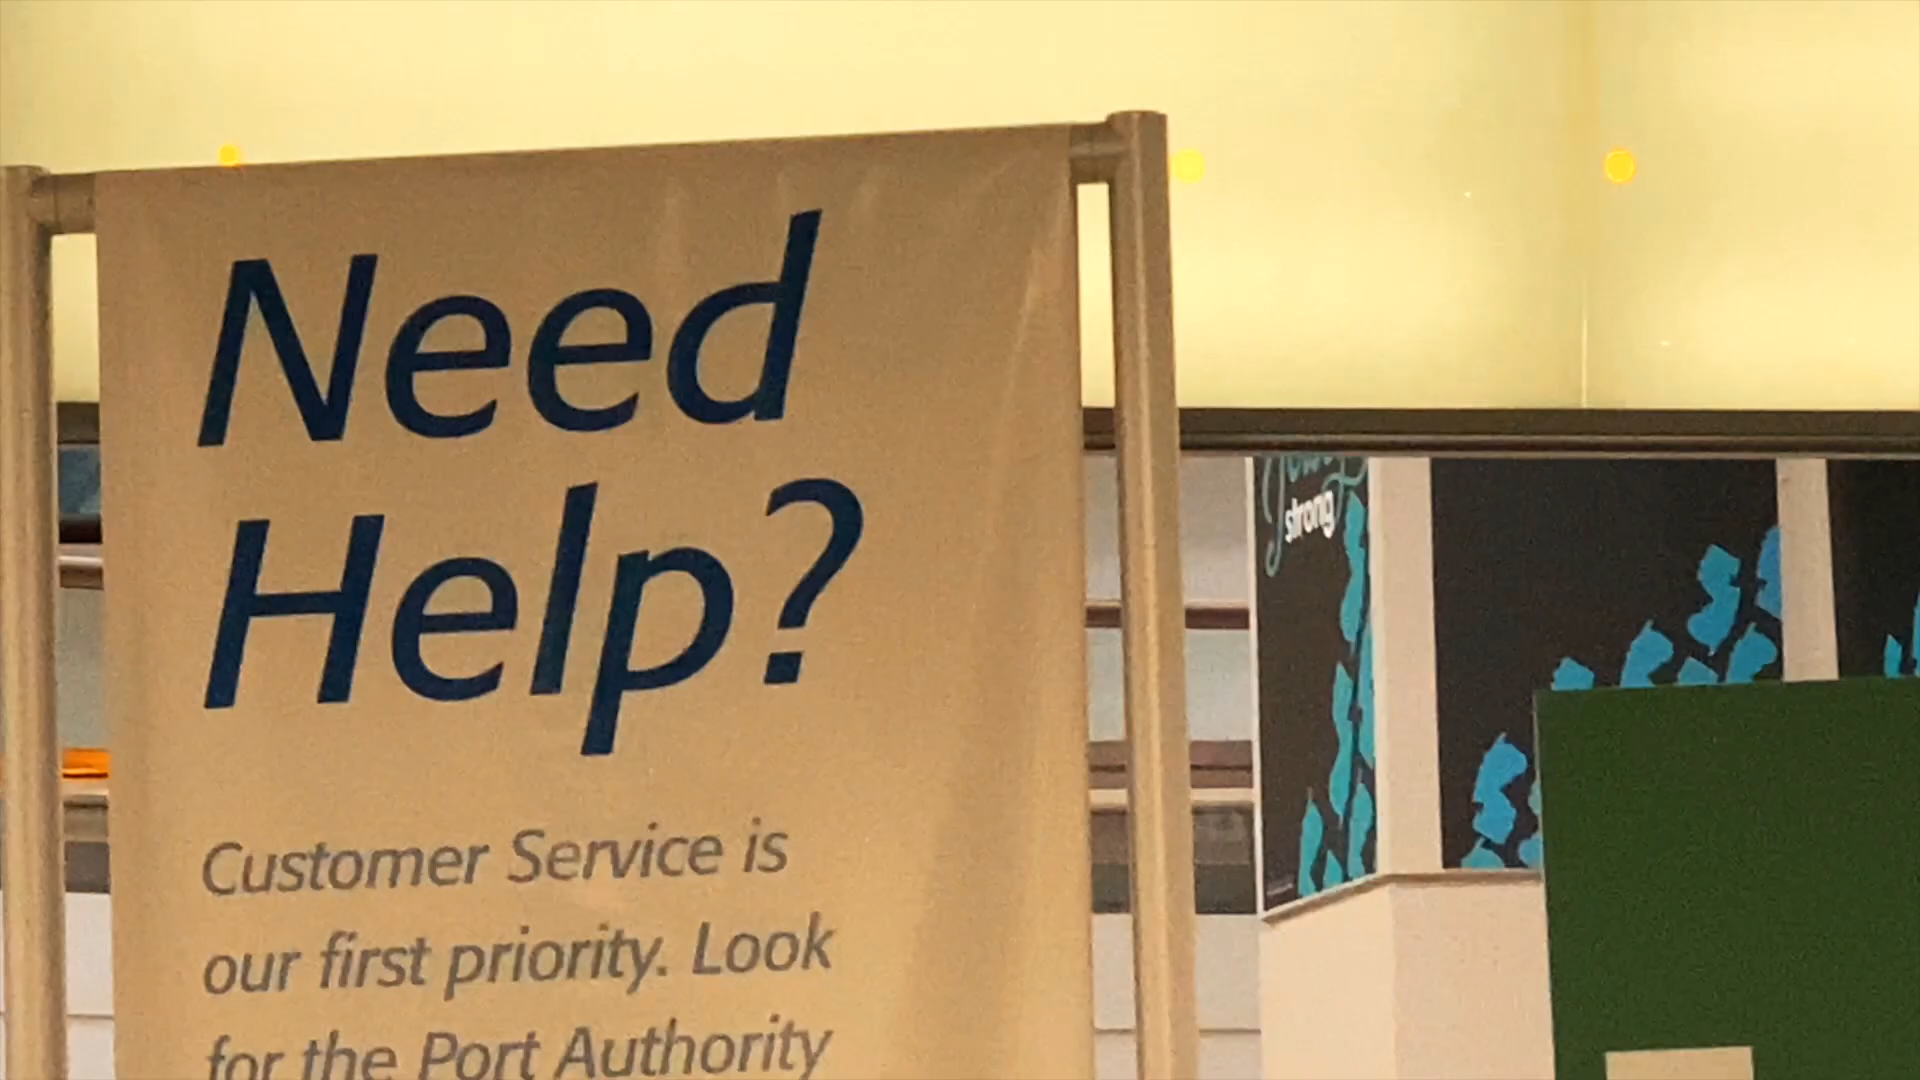 Need
Help?
Customer Service is
our first priority. Look
for the Port Authority
strong